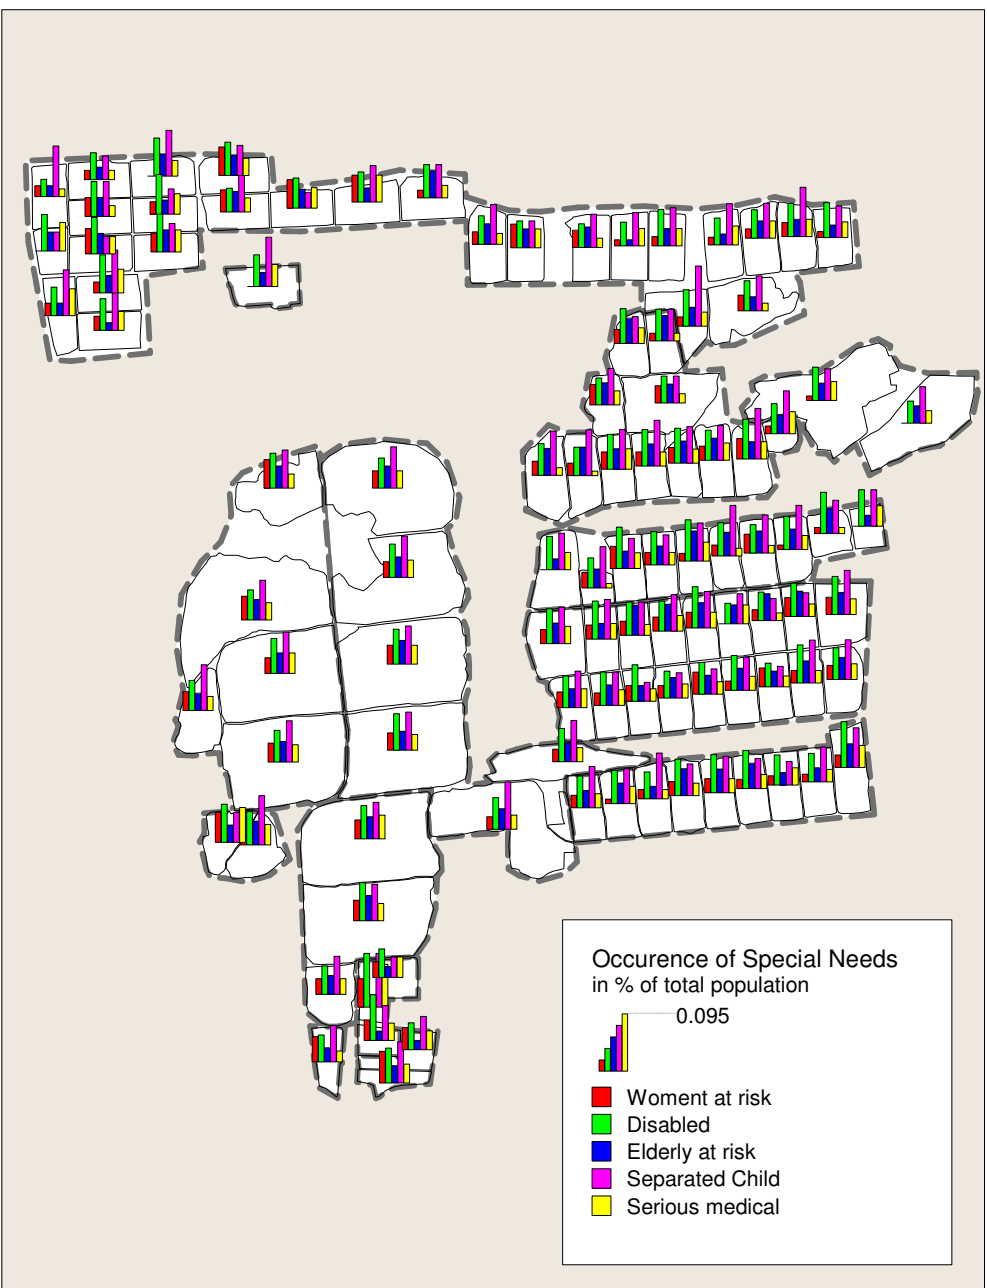 Occurence of Special Needs
in % of total population
0.095
Woment at risk
Disabled
Elderly at risk
Separated Child
Serious medical